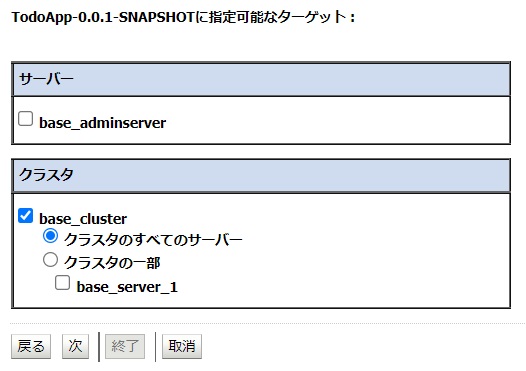 TodoApp-0.0.1-SNAPSHOTに指定可能なターゲット：
サーバー
base_adminserver
クラスタ
base_cluster
クラスタのすべてのサーバー
クラスタの一部
base_server_1
戻る 次 終了 取消